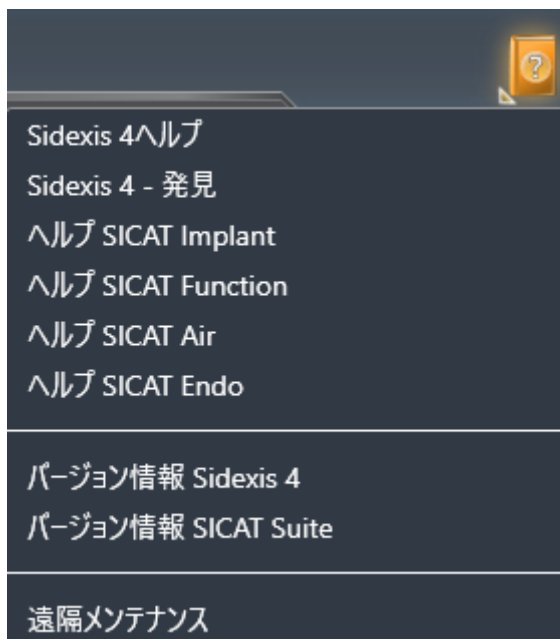 ?
Sidexis 4ヘルプ
Sidexis 4 - 発見
ヘルプ SICAT Implant
ヘルプ SICAT Function
ヘルプ SICAT Air
ヘルプ SICAT Endo
バージョン情報 Sidexis 4
バージョン情報 SICAT Suite
遠隔メンテナンス